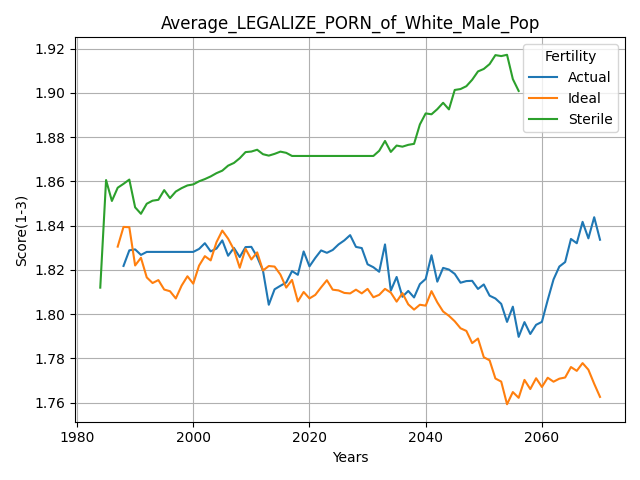 Average_LEGALIZE_PORN_of_White_Male_Pop
Fertility
Actual
Ideal
Sterile
Score(1-3)
1.92
1.90
1.88
1.86
1.84
1.82
1.80
1.78
1.76
1980
2000
2020
2040
2060
Years